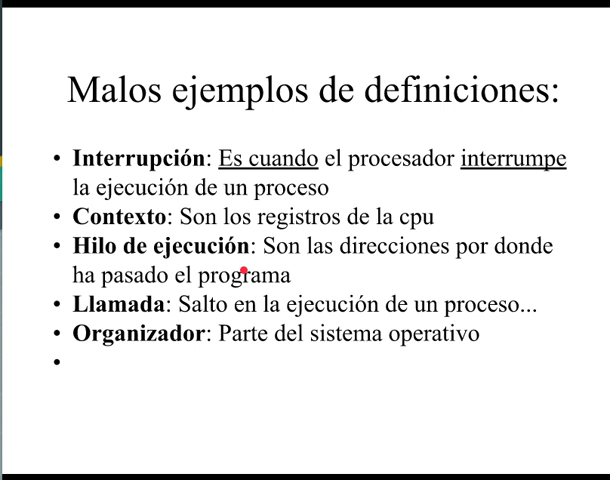 Malos ejemplos de definiciones:
• Interrupción: Es cuando el procesador interrumpe
la ejecución de un proceso
• Contexto: Son los registros de la cpu
• Hilo de ejecución: Son las direcciones por donde
ha pasado el programa
• Llamada: Salto en la ejecución de un proceso...
• Organizador: Parte del sistema operativo
•